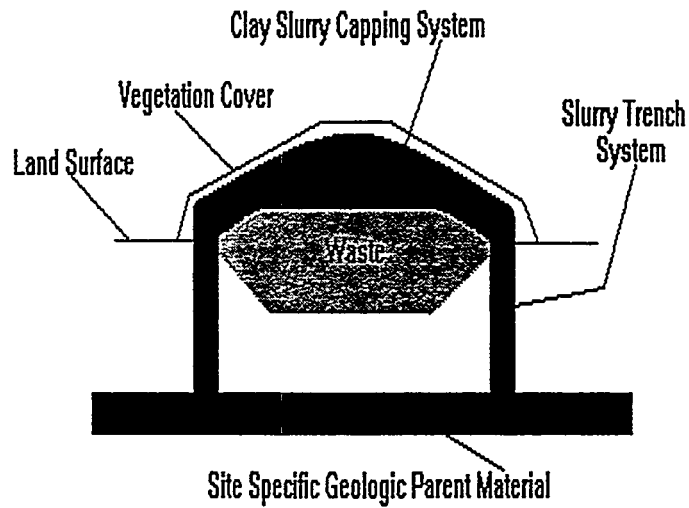 Clay Slurry Capping System
Vegetation Cover
Slurry Trench
System
Land Surface
Waste
Site Specific Geologic Parent Material